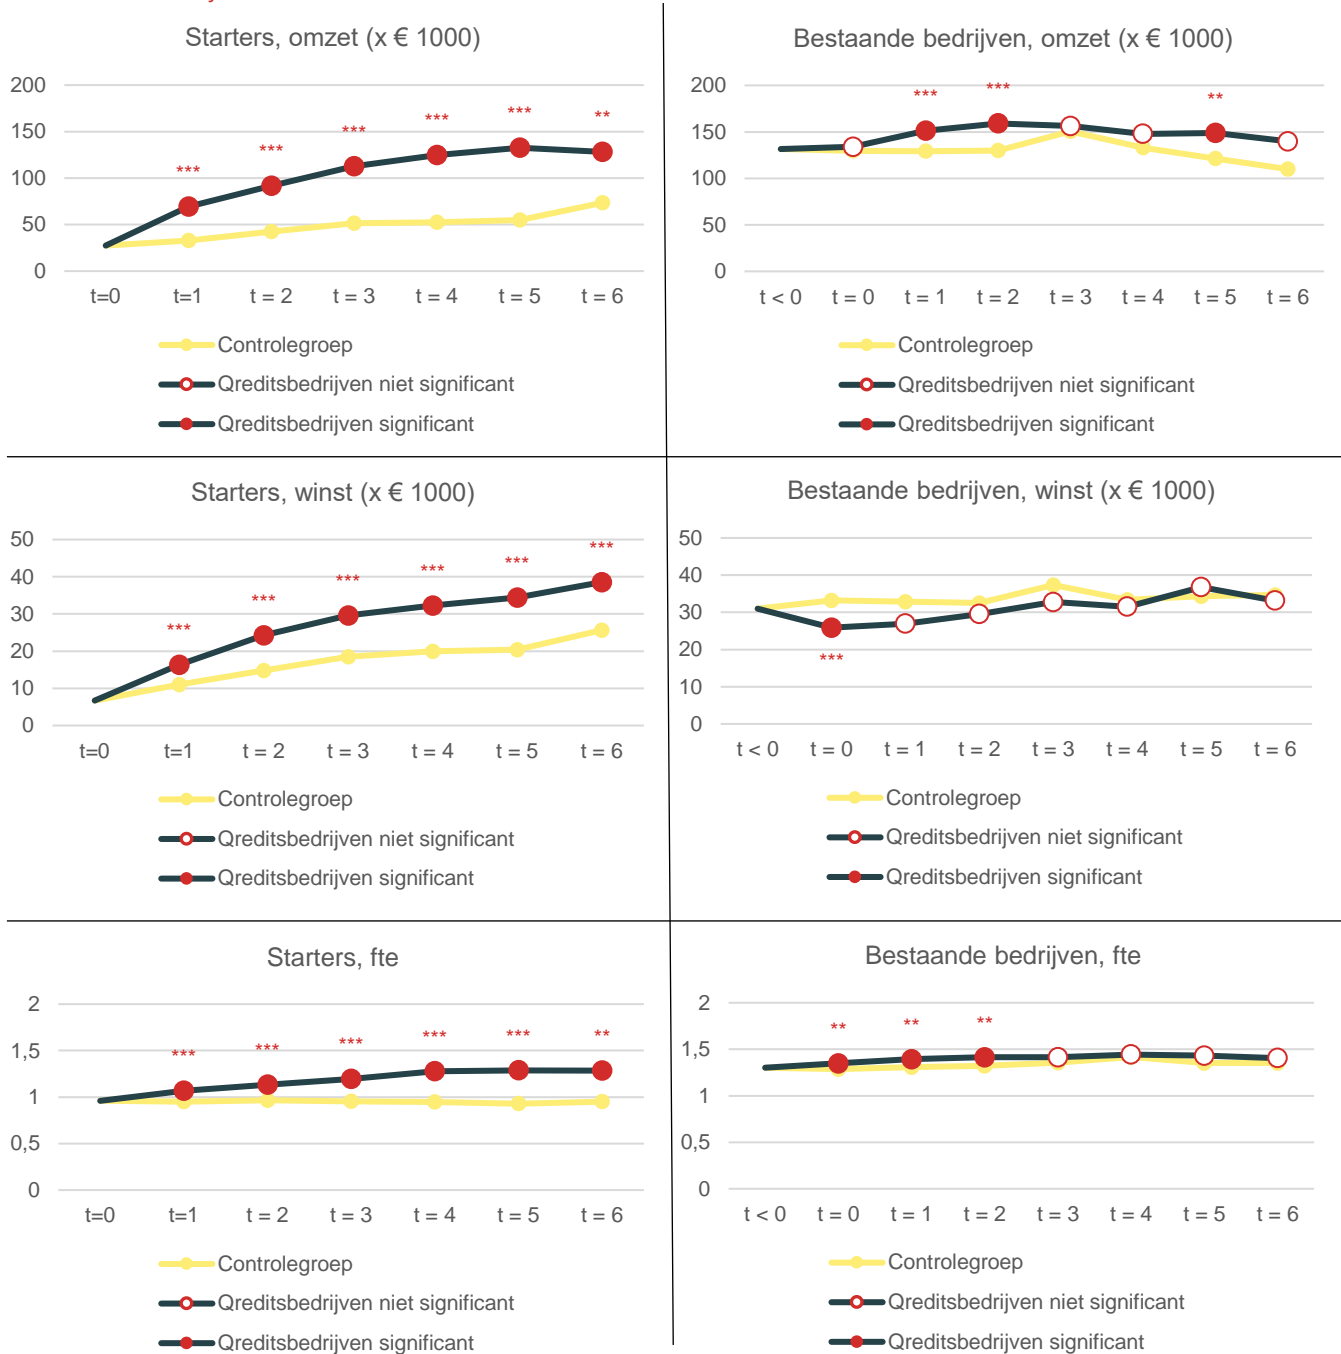 Starters, omzet (x € 1000)
200
150
100
50
0
***
***
***
***
***
**
t=0 t=1 t = 2 t = 3 t = 4 t = 5 t = 6
Controlegroep
Qreditsbedrijven niet significant
Qreditsbedrijven significant
Bestaande bedrijven, omzet (x € 1000)
200
150
100
50
0
***
***
**
t < 0 t = 0 t = 1 t = 2 t = 3 t = 4 t = 5 t = 6
Controlegroep
Qreditsbedrijven niet significant
Qreditsbedrijven significant
Starters, winst (x € 1000)
50
40
30
20
10
0
***
***
***
***
***
***
t=0 t=1 t = 2 t = 3 t = 4 t = 5 t = 6
Controlegroep
Qreditsbedrijven niet significant
Qreditsbedrijven significant
Bestaande bedrijven, winst (x € 1000)
50
40
30
20
10
0
***
t < 0 t = 0 t = 1 t = 2 t = 3 t = 4 t = 5 t = 6
Controlegroep
Qreditsbedrijven niet significant
Qreditsbedrijven significant
Starters, fte
2
1,5
1
0,5
0
***
***
***
***
***
**
t=0 t=1 t = 2 t = 3 t = 4 t = 5 t = 6
Controlegroep
Qreditsbedrijven niet significant
Qreditsbedrijven significant
Bestaande bedrijven, fte
2
1,5
1
0,5
0
**
**
**
t < 0 t = 0 t = 1 t = 2 t = 3 t = 4 t = 5 t = 6
Controlegroep
Qreditsbedrijven niet significant
Qreditsbedrijven significant